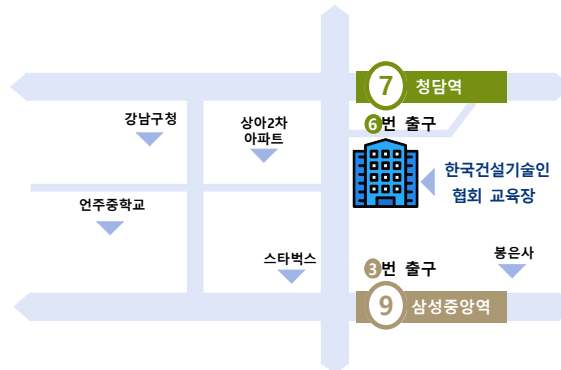 7 청담역
강남구청
상아2차
아파트
6번 출구
한국건설기술인
협회 교육장
언주중학교
스타벅스
3번 출구
봉은사
9 삼성중앙역